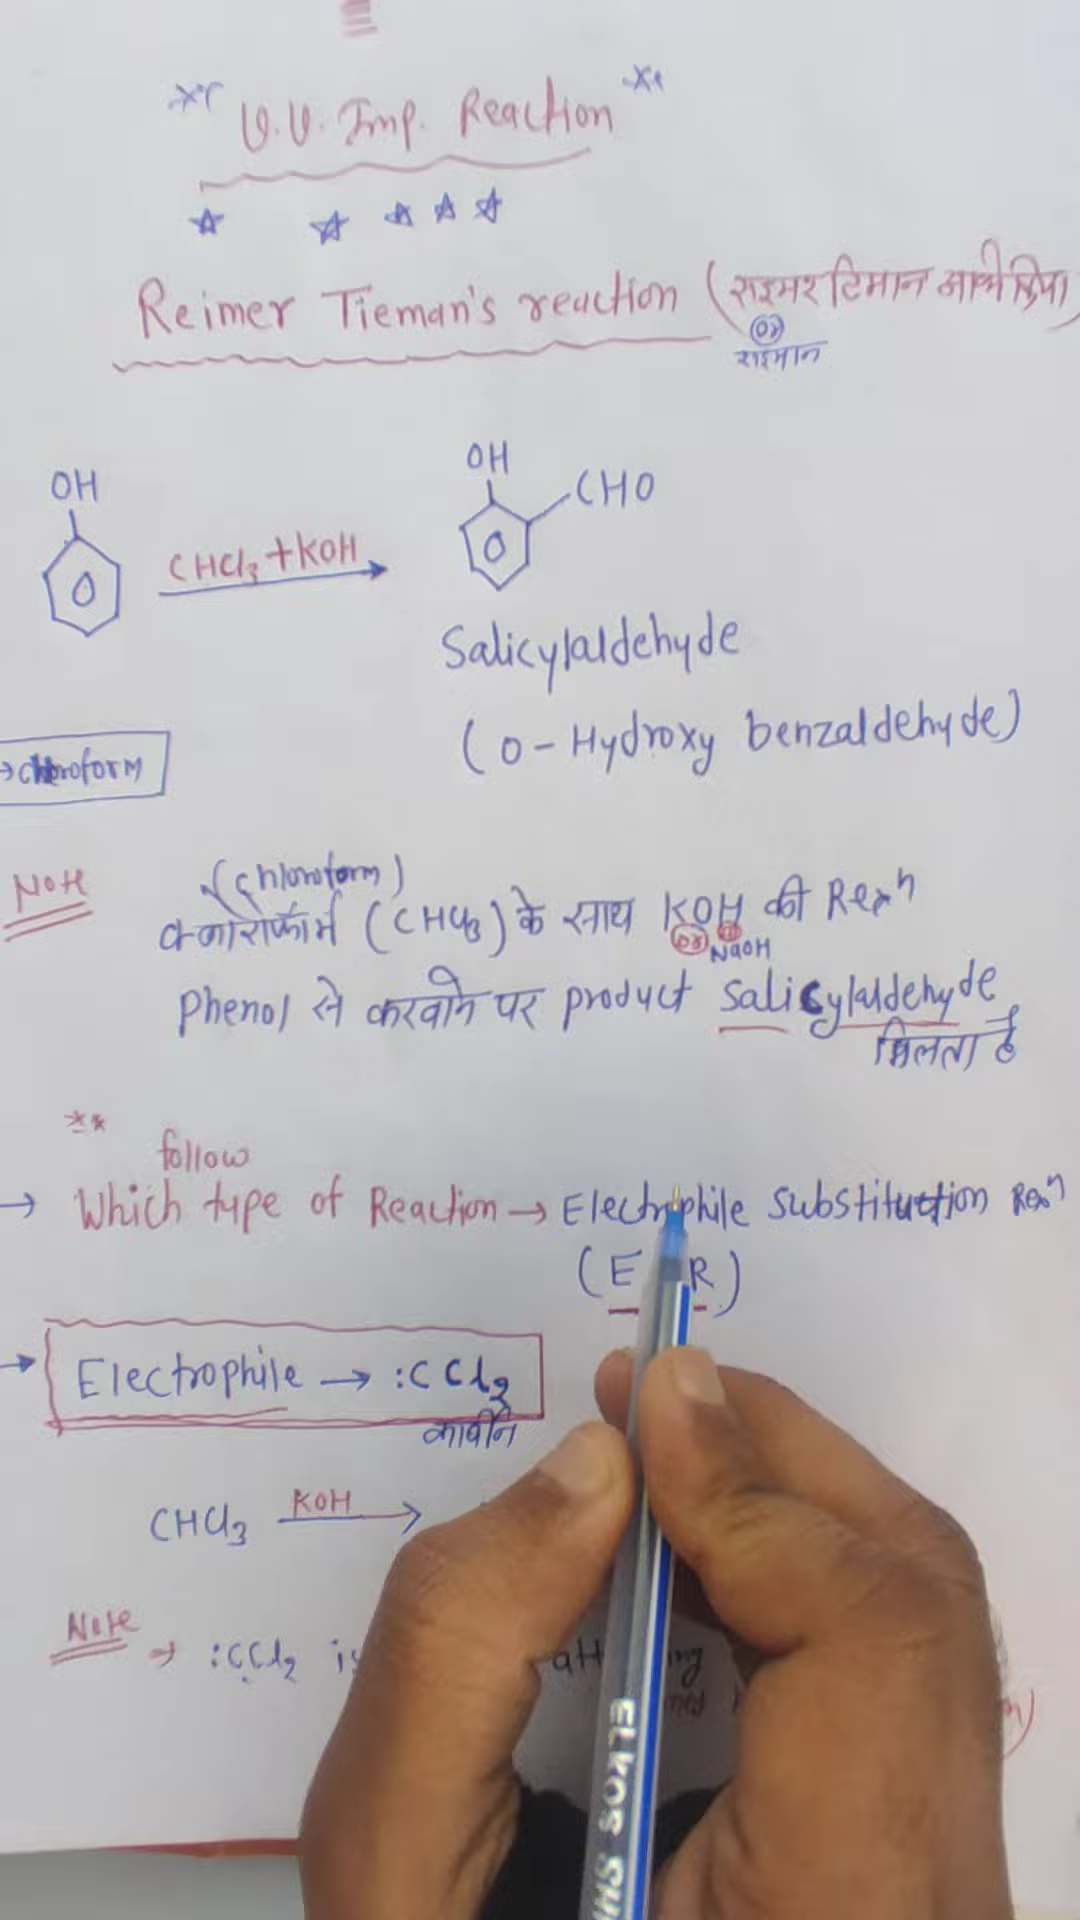 V.V. Imp. Reaction
Reimer Tieman's reaction (राइमर टिमान अभिक्रिया)
Or
राइमान
OH
CHCl3 + KOH
OH
CHO
Salicylaldehyde
(O-Hydroxy benzaldehyde)
→ chloroform
Note
(chloroform)
क्लोरोफॉर्म (CHCl3) के साथ KOH की Rexn
Or NaOH
Phenol से करवाने पर product Salicylaldehyde
मिलता है
** follow
→ Which type of Reaction → Electrophile substitution Rexn
(E R)
→ Electrophile → :CCl2
कार्बीन
CHCl3 KOH →
Note → :CCl2 is